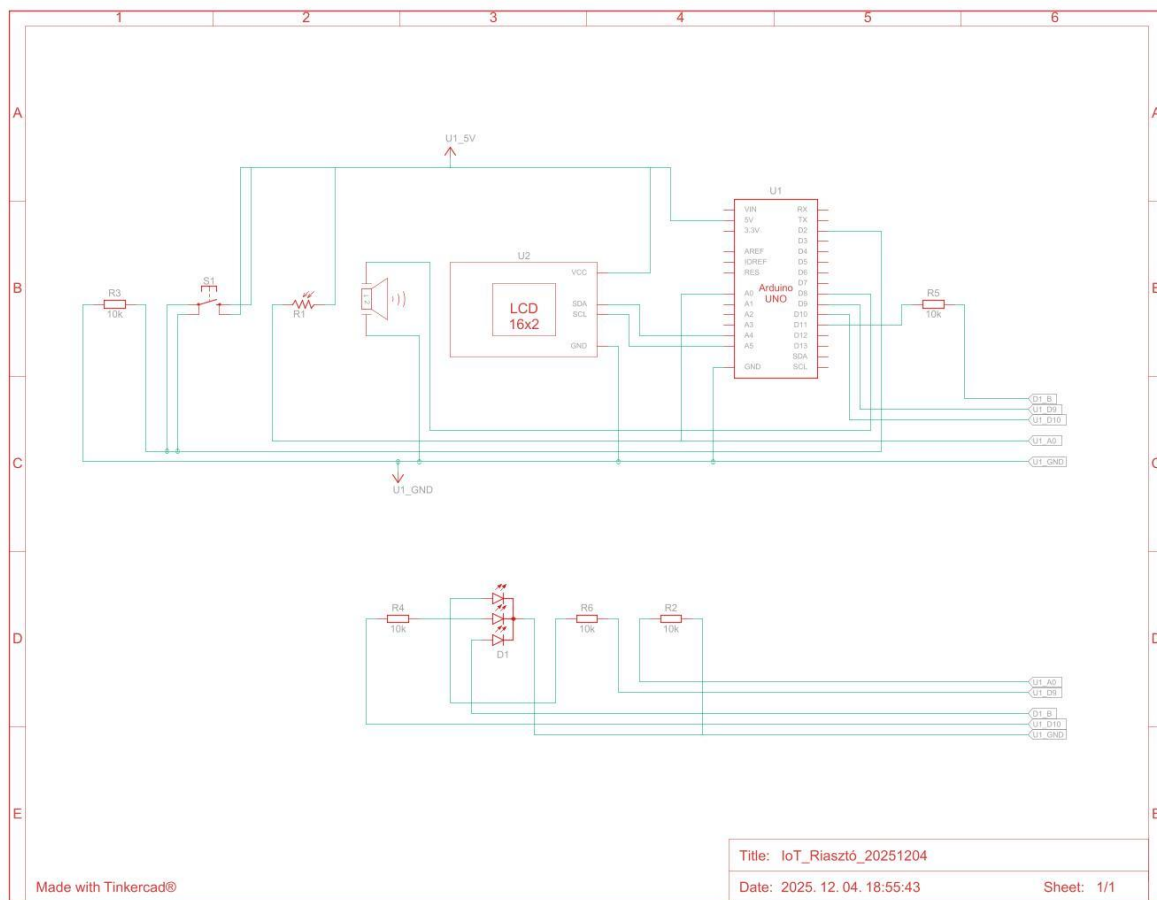 1 2 3 4 5 6
A A
U1_5V
U1
VIN RX
5V TX
3.3V D2
D3
AREF D4
IOREF D5
RES D6
D7
A0 D8
A1 D9
A2 D10
A3 D11
A4 D12
A5 D13
SDA
GND SCL
Arduino
UNO
U2
VCC
SDA
SCL
GND
LCD
16x2
B
S1
R3
10k
R1
1 2
R5
10k
D1_B
U1_D9
U1_D10
U1_A0
U1_GND
C C
U1_GND
R4
10k
D1
R6
10k
R2
10k
D D
U1_A0
U1_D9
D1_B
U1_D10
U1_GND
E
Title: IoT_Riasztó_20251204
Made with Tinkercad®
Date: 2025. 12. 04. 18:55:43 Sheet: 1/1